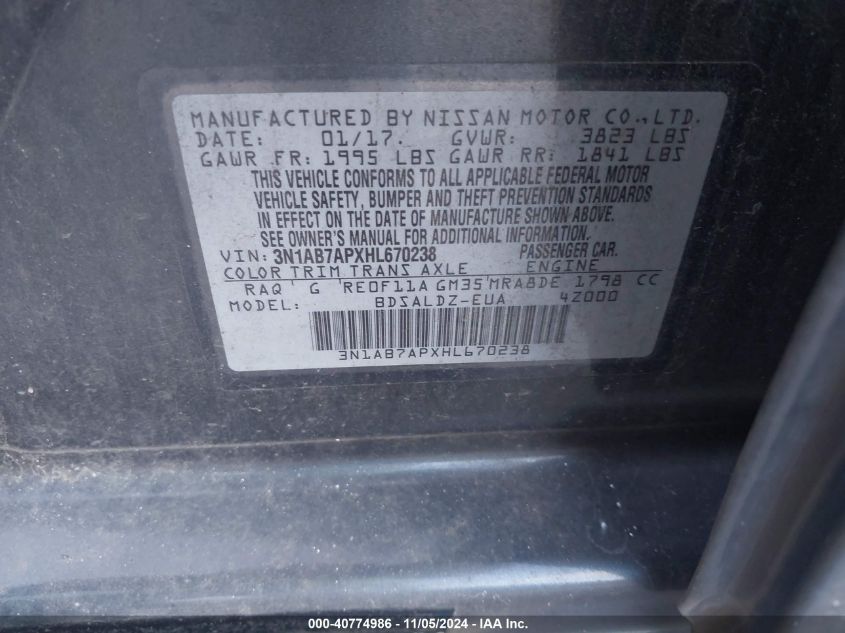 MANUFACTURED BY NISSAN MOTOR CO., LTD.
DATE: 01/17. GVWR: 3823 LBS
GAWR FR: 1995 LBS GAWR RR: 1841 LBS
THIS VEHICLE CONFORMS TO ALL APPLICABLE FEDERAL MOTOR
VEHICLE SAFETY, BUMPER AND THEFT PREVENTION STANDARDS
IN EFFECT ON THE DATE OF MANUFACTURE SHOWN ABOVE.
SEE OWNER'S MANUAL FOR ADDITIONAL INFORMATION.
VIN: 3N1AB7APXHL670238 PASSENGER CAR.
COLOR TRIM TRANS AXLE ENGINE
RAQ G RE0F11A GM35 MRA8DE 1798 CC
MODEL: BDSALDZ-EUA 4Z000
3N1AB7APXHL670238
000-40774986 - 11/05/2024 - IAAI Inc.